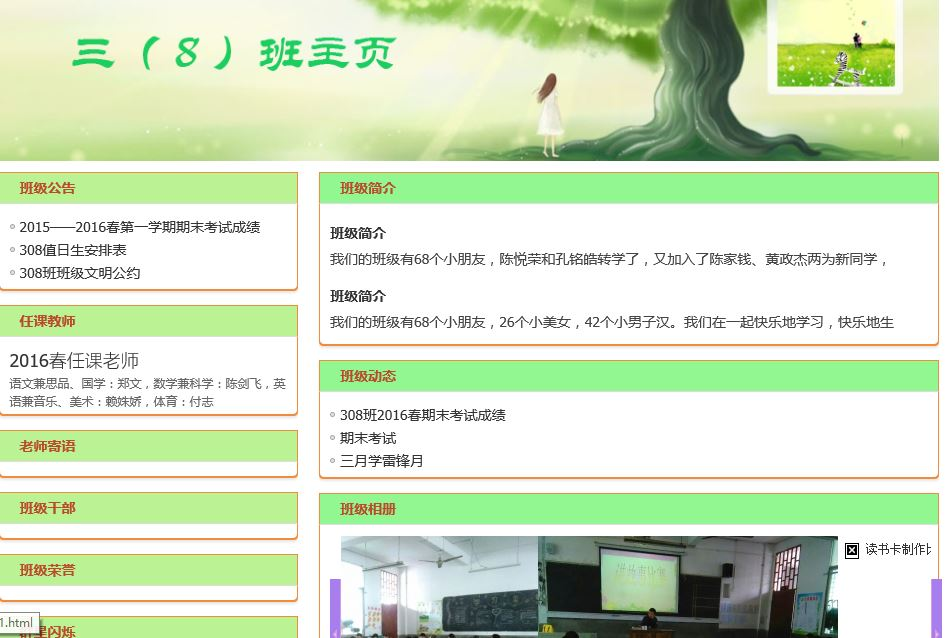 三（8）班主页
班级公告
2015——2016春第一学期期末考试成绩
308值日生安排表
308班班级文明公约
任课教师
2016春任课老师
语文兼思品、国学：郑文，数学兼科学：陈剑飞，英
语兼音乐、美术：赖姝娇，体育：付志
老师寄语
班级干部
班级荣誉
1.html
群星闪烁
班级简介
班级简介
我们的班级有68个小朋友，陈悦荣和孔铭皓转学了，又加入了陈家钱、黄政杰两为新同学，
班级简介
我们的班级有68个小朋友，26个小美女，42个小男子汉。我们在一起快乐地学习，快乐地生
班级动态
308班2016春期末考试成绩
期末考试
三月学雷锋月
班级相册
讲故事比赛
读书卡制作比